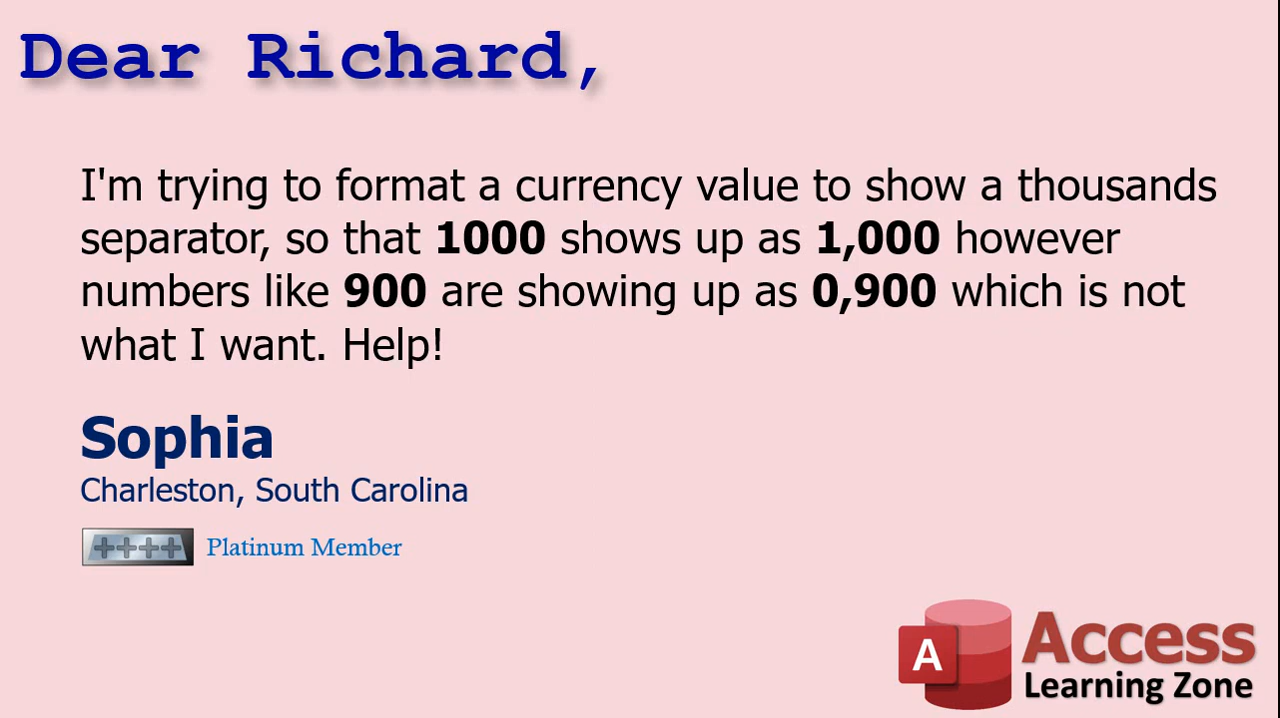 Dear Richard,
I'm trying to format a currency value to show a thousands
separator, so that 1000 shows up as 1,000 however
numbers like 900 are showing up as 0,900 which is not
what I want. Help!
Sophia
Charleston, South Carolina
++++ Platinum Member
A Access
Learning Zone